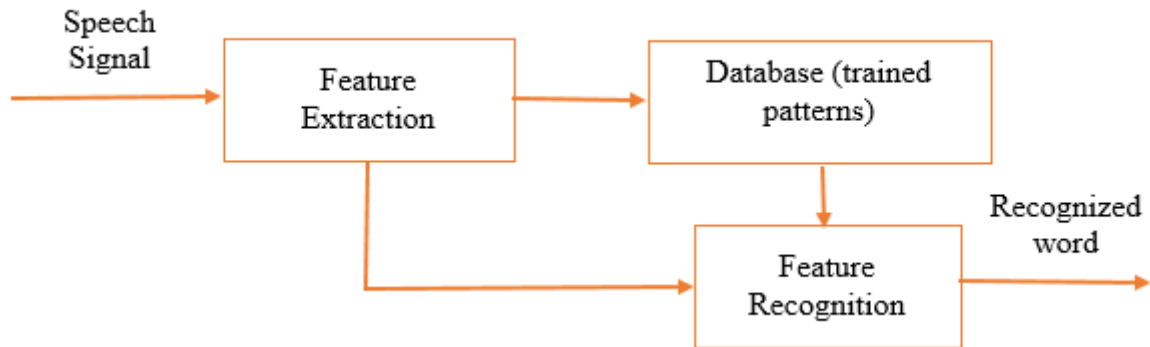 Speech
Signal
Feature
Extraction
Database (trained
patterns)
Feature
Recognition
Recognized
word